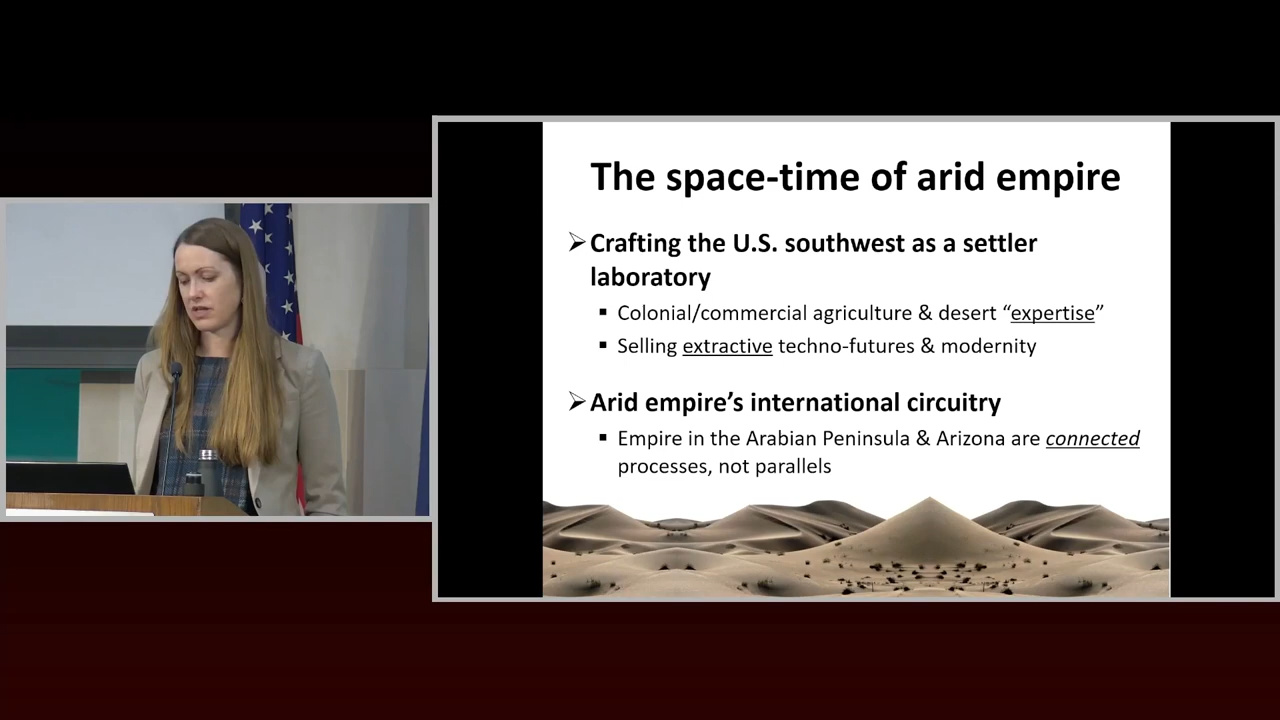 The space-time of arid empire
➢Crafting the U.S. southwest as a settler
laboratory
▪ Colonial/commercial agriculture & desert “expertise”
▪ Selling extractive techno-futures & modernity
➢Arid empire’s international circuitry
▪ Empire in the Arabian Peninsula & Arizona are connected
processes, not parallels